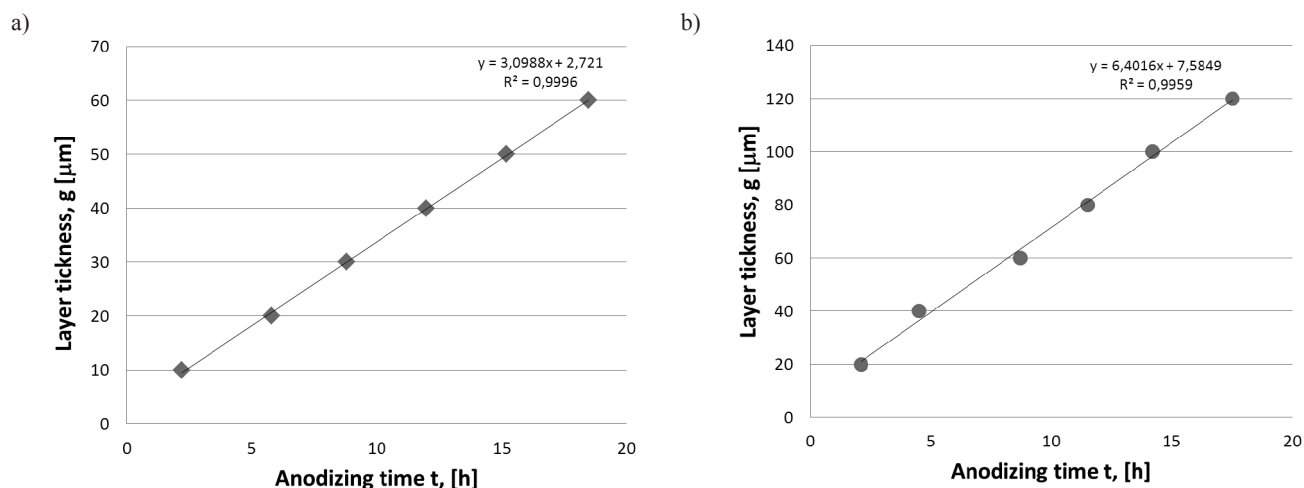 a)
70
60
50
40
30
20
10
0
y = 3,0988x + 2,721
R² = 0,9996
Layer tickness, g [μm]
0 5 10 15 20
Anodizing time t, [h]
b)
140
120
100
80
60
40
20
0
y = 6,4016x + 7,5849
R² = 0,9959
Layer tickness, g [μm]
0 5 10 15 20
Anodizing time t, [h]